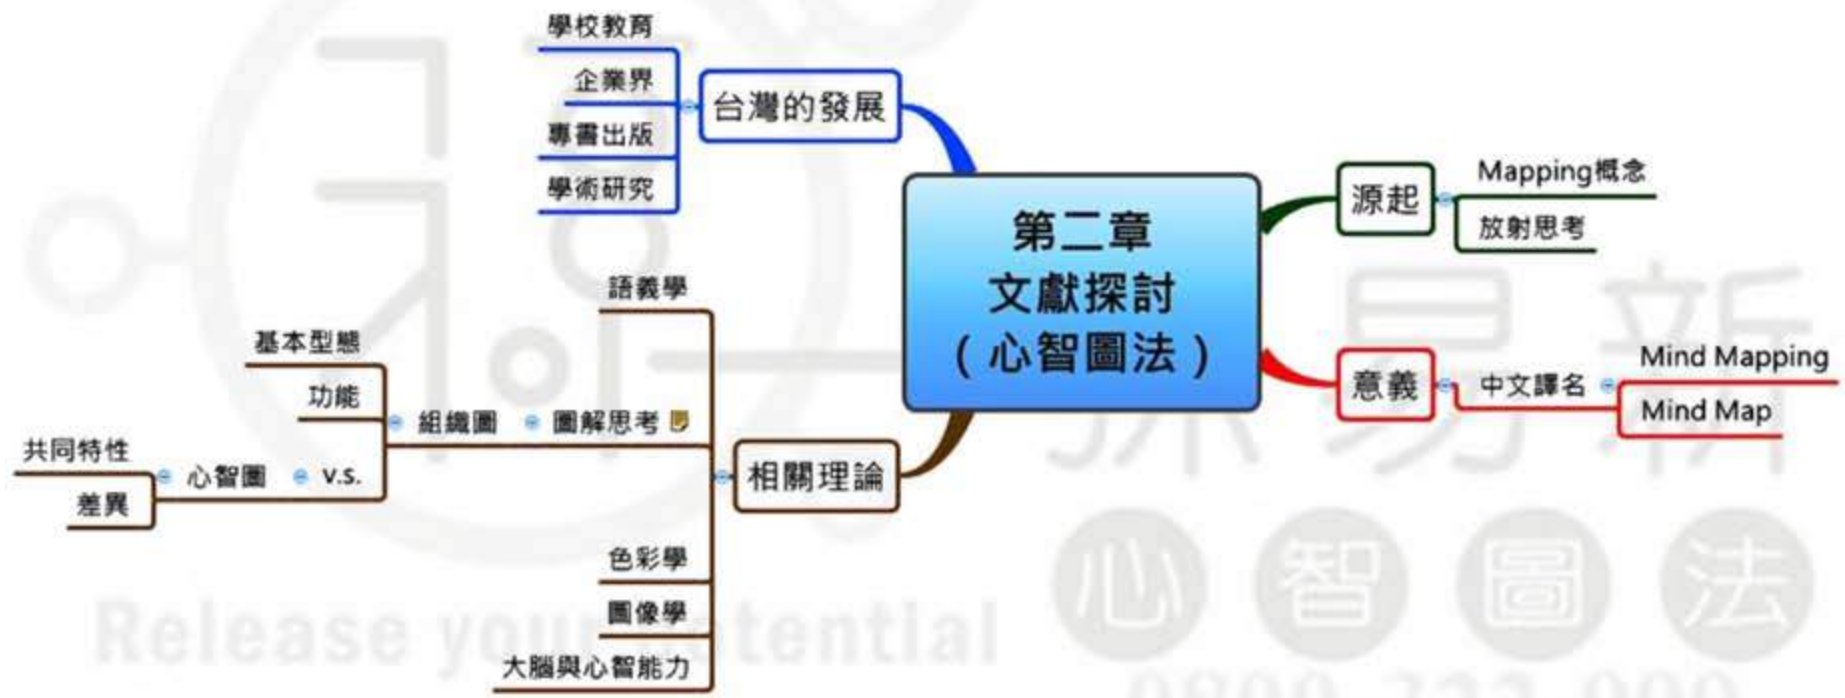 第二章
文獻探討
（心智圖法）
源起
Mapping概念
放射思考
意義
中文譯名
Mind Mapping
Mind Map
相關理論
語義學
圖解思考
組織圖
基本型態
功能
v.s.
心智圖
共同特性
差異
色彩學
圖像學
大腦與心智能力
台灣的發展
學校教育
企業界
專書出版
學術研究
孫易新
心智圖法
Release your potential